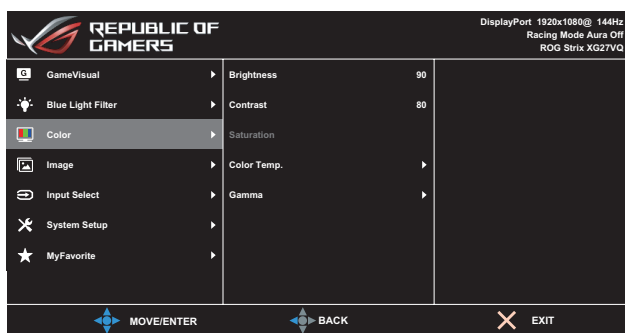 REPUBLIC OF
GAMERS
DisplayPort 1920x1080@ 144Hz
Racing Mode Aura Off
ROG Strix XG27VQ
G GameVisual
Blue Light Filter
Color
Image
Input Select
System Setup
MyFavorite
Brightness 90
Contrast 80
Saturation
Color Temp.
Gamma
MOVE/ENTER
BACK
EXIT